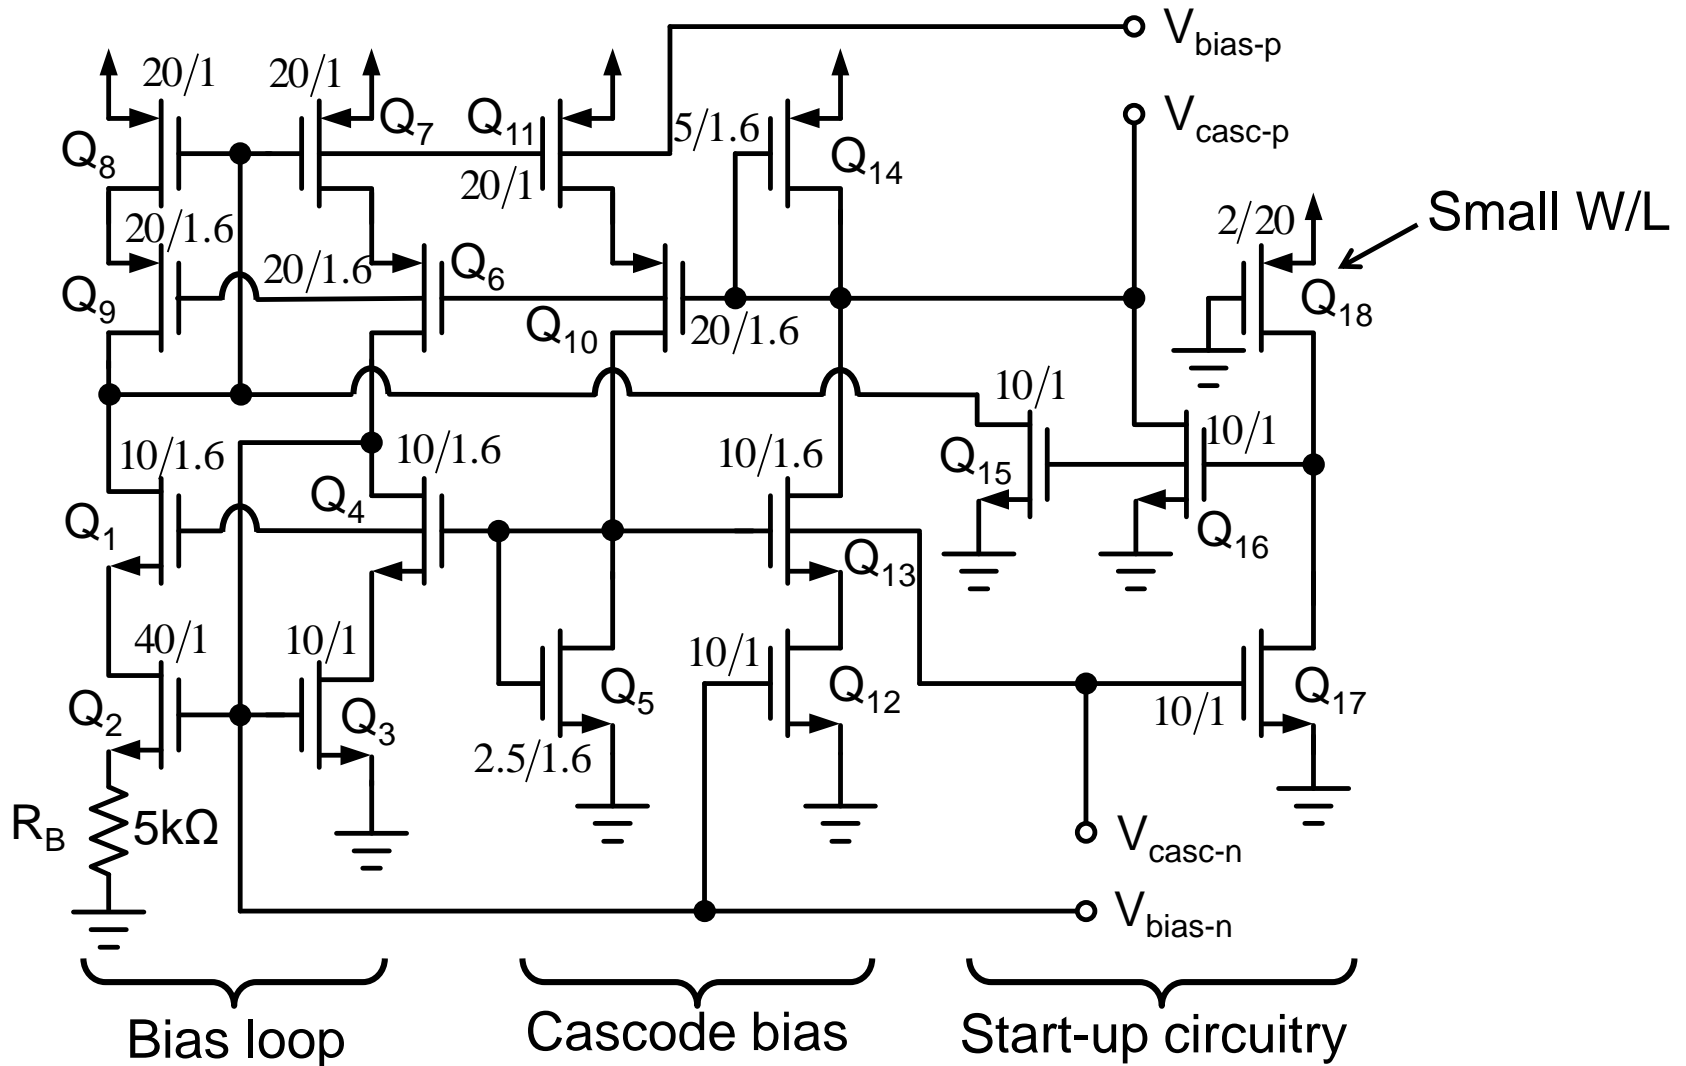 V_bias-p
20/1
20/1
Q_7
Q_11
5/1.6
V_casc-p
Q_8
Q_14
20/1
20/1.6
2/20
Small W/L
20/1.6
Q_6
Q_9
Q_10
20/1.6
Q_18
10/1
10/1
10/1.6
10/1.6
10/1.6
Q_15
Q_1
Q_4
Q_16
Q_13
40/1
10/1
10/1
Q_2
Q_3
Q_5
Q_12
Q_17
10/1
2.5/1.6
R_B
5kΩ
V_casc-n
V_bias-n
Bias loop
Cascode bias
Start-up circuitry